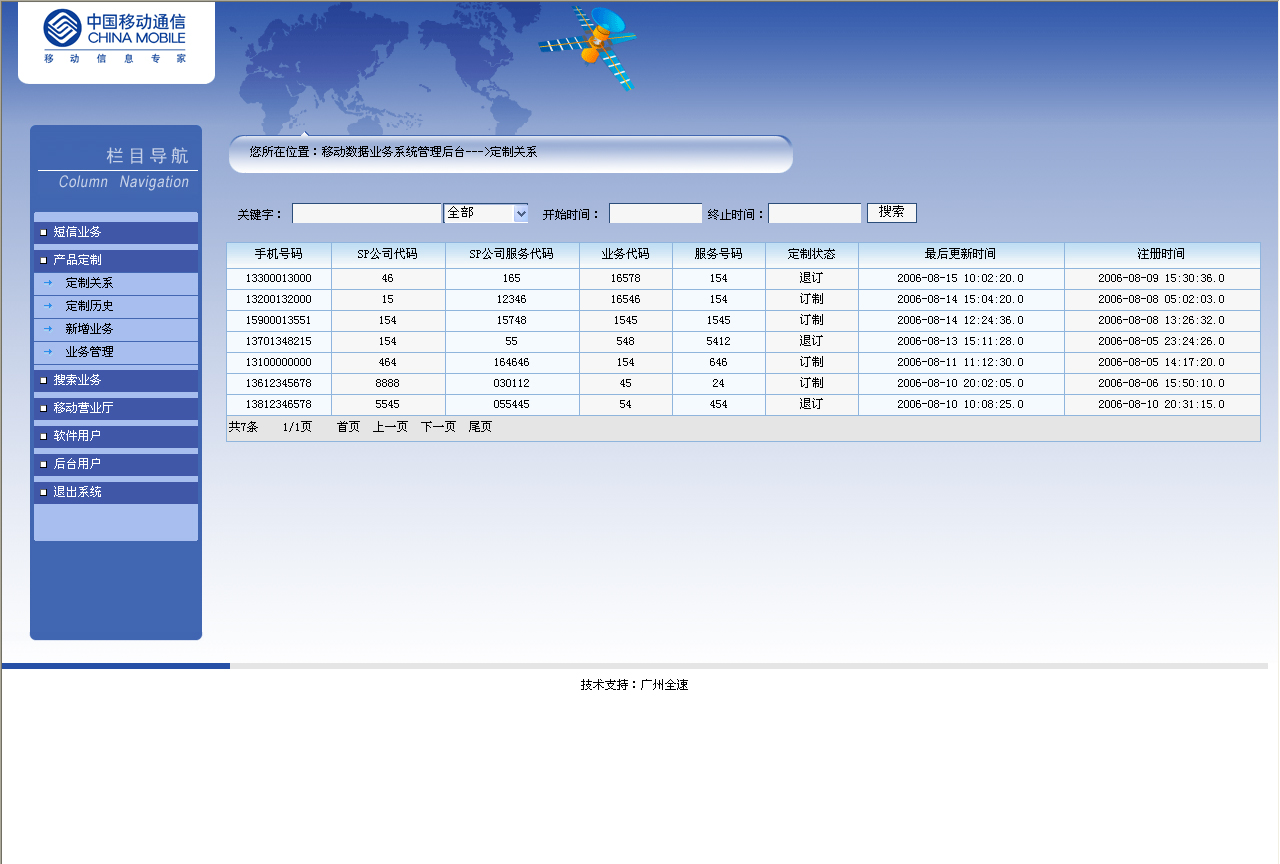 中国移动通信
CHINA MOBILE
移动信息专家
栏目导航
Column Navigation
短信业务
产品定制
定制关系
定制历史
新增业务
业务管理
搜索业务
移动营业厅
软件用户
后台用户
退出系统
您所在位置：移动数据业务系统管理后台--->定制关系
关键字： 全部 开始时间： 终止时间： 搜索
手机号码 SP公司代码 SP公司服务代码 业务代码 服务号码 定制状态 最后更新时间 注册时间
13300013000 46 165 16578 154 退订 2006-08-15 10:02:20.0 2006-08-09 15:30:36.0
13200132000 15 12346 16546 154 订制 2006-08-14 15:04:20.0 2006-08-08 05:02:03.0
15900013551 154 15748 1545 1545 订制 2006-08-14 12:24:36.0 2006-08-08 13:26:32.0
13701348215 154 55 548 5412 退订 2006-08-13 15:11:28.0 2006-08-05 23:24:26.0
13100000000 464 164646 154 646 订制 2006-08-11 11:12:30.0 2006-08-05 14:17:20.0
13612345678 8888 030112 45 24 订制 2006-08-10 20:02:05.0 2006-08-06 15:50:10.0
13812346578 5545 055445 54 454 退订 2006-08-10 10:08:25.0 2006-08-10 20:31:15.0
共7条 1/1页 首页 上一页 下一页 尾页
技术支持：广州全速